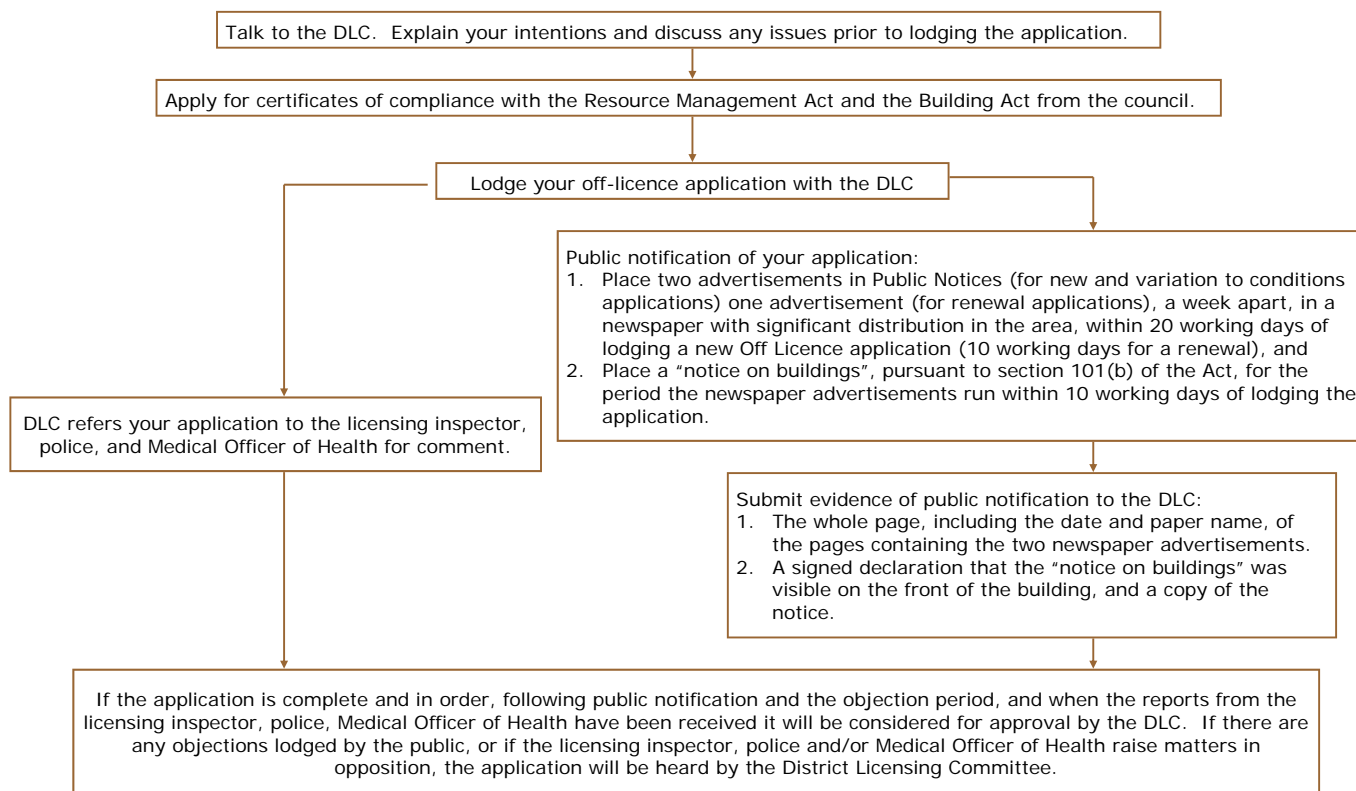 Talk to the DLC. Explain your intentions and discuss any issues prior to lodging the application.
Apply for certificates of compliance with the Resource Management Act and the Building Act from the council.
Lodge your off-licence application with the DLC
Public notification of your application:
1. Place two advertisements in Public Notices (for new and variation to conditions
applications) one advertisement (for renewal applications), a week apart, in a
newspaper with significant distribution in the area, within 20 working days of
lodging a new Off Licence application (10 working days for a renewal), and
2. Place a “notice on buildings”, pursuant to section 101(b) of the Act, for the
period the newspaper advertisements run within 10 working days of lodging the
application.
DLC refers your application to the licensing inspector,
police, and Medical Officer of Health for comment.
Submit evidence of public notification to the DLC:
1. The whole page, including the date and paper name, of
the pages containing the two newspaper advertisements.
2. A signed declaration that the “notice on buildings” was
visible on the front of the building, and a copy of the
notice.
If the application is complete and in order, following public notification and the objection period, and when the reports from the
licensing inspector, police, Medical Officer of Health have been received it will be considered for approval by the DLC. If there are
any objections lodged by the public, or if the licensing inspector, police and/or Medical Officer of Health raise matters in
opposition, the application will be heard by the District Licensing Committee.